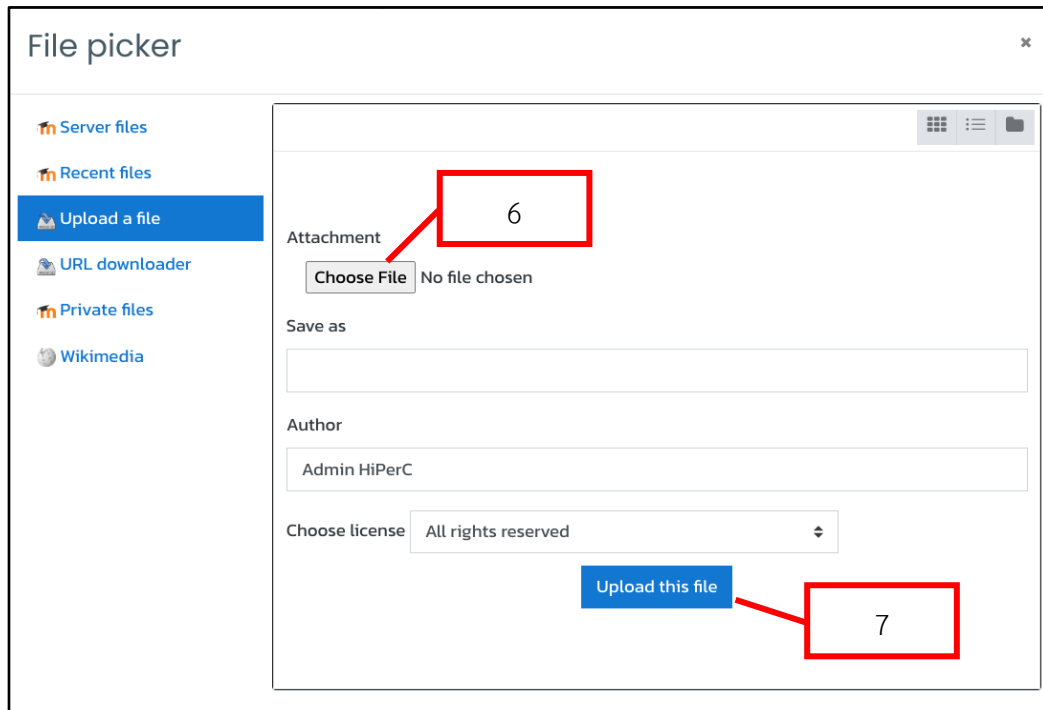 File picker
Server files
Recent files
Upload a file
URL downloader
Private files
Wikimedia
6
Attachment
Choose File No file chosen
Save as
Author
Admin HiPerC
Choose license All rights reserved
Upload this file
7